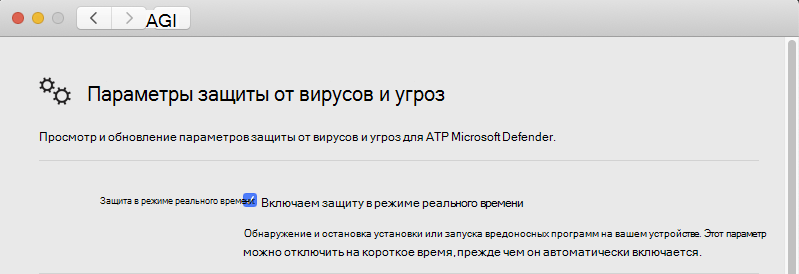 AGI
Параметры защиты от вирусов и угроз
Просмотр и обновление параметров защиты от вирусов и угроз для ATP Microsoft Defender.
Защита в режиме реального времени Включаем защиту в режиме реального времени
Обнаружение и остановка установки или запуска вредоносных программ на вашем устройстве. Этот параметр
можно отключить на короткое время, прежде чем он автоматически включается.